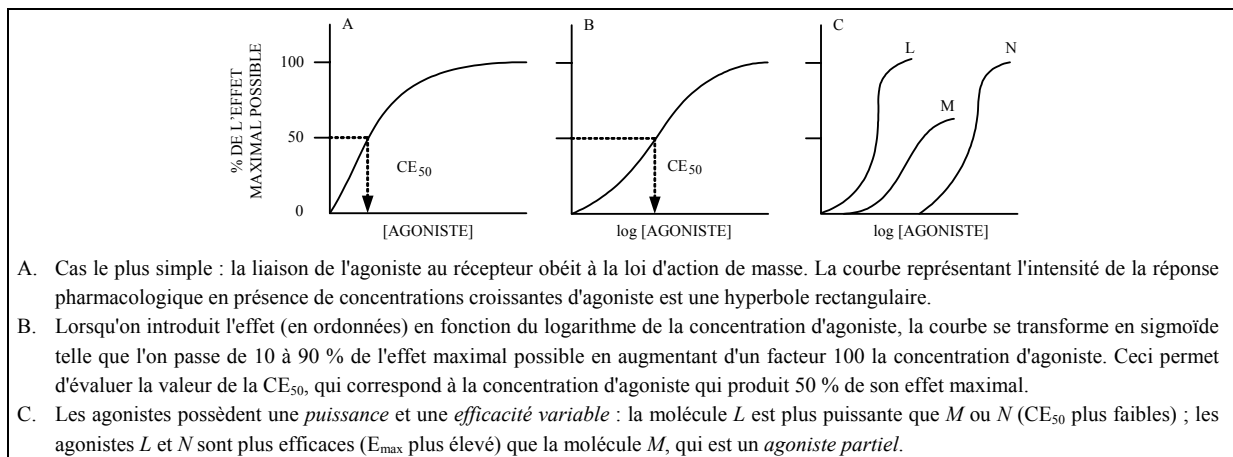 A
B
C
% DE L'EFFET
MAXIMAL POSSIBLE
100
50
0
CE50
[AGONISTE]
CE50
log [AGONISTE]
L
N
M
log [AGONISTE]
A. Cas le plus simple : la liaison de l'agoniste au récepteur obéit à la loi d'action de masse. La courbe représentant l'intensité de la réponse
pharmacologique en présence de concentrations croissantes d'agoniste est une hyperbole rectangulaire.
B. Lorsqu'on introduit l'effet (en ordonnées) en fonction du logarithme de la concentration d'agoniste, la courbe se transforme en sigmoïde
telle que l'on passe de 10 à 90 % de l'effet maximal possible en augmentant d'un facteur 100 la concentration d'agoniste. Ceci permet
d'évaluer la valeur de la CE50, qui correspond à la concentration d'agoniste qui produit 50 % de son effet maximal.
C. Les agonistes possèdent une puissance et une efficacité variable : la molécule L est plus puissante que M ou N (CE50 plus faibles) ; les
agonistes L et N sont plus efficaces (Emax plus élevé) que la molécule M, qui est un agoniste partiel.